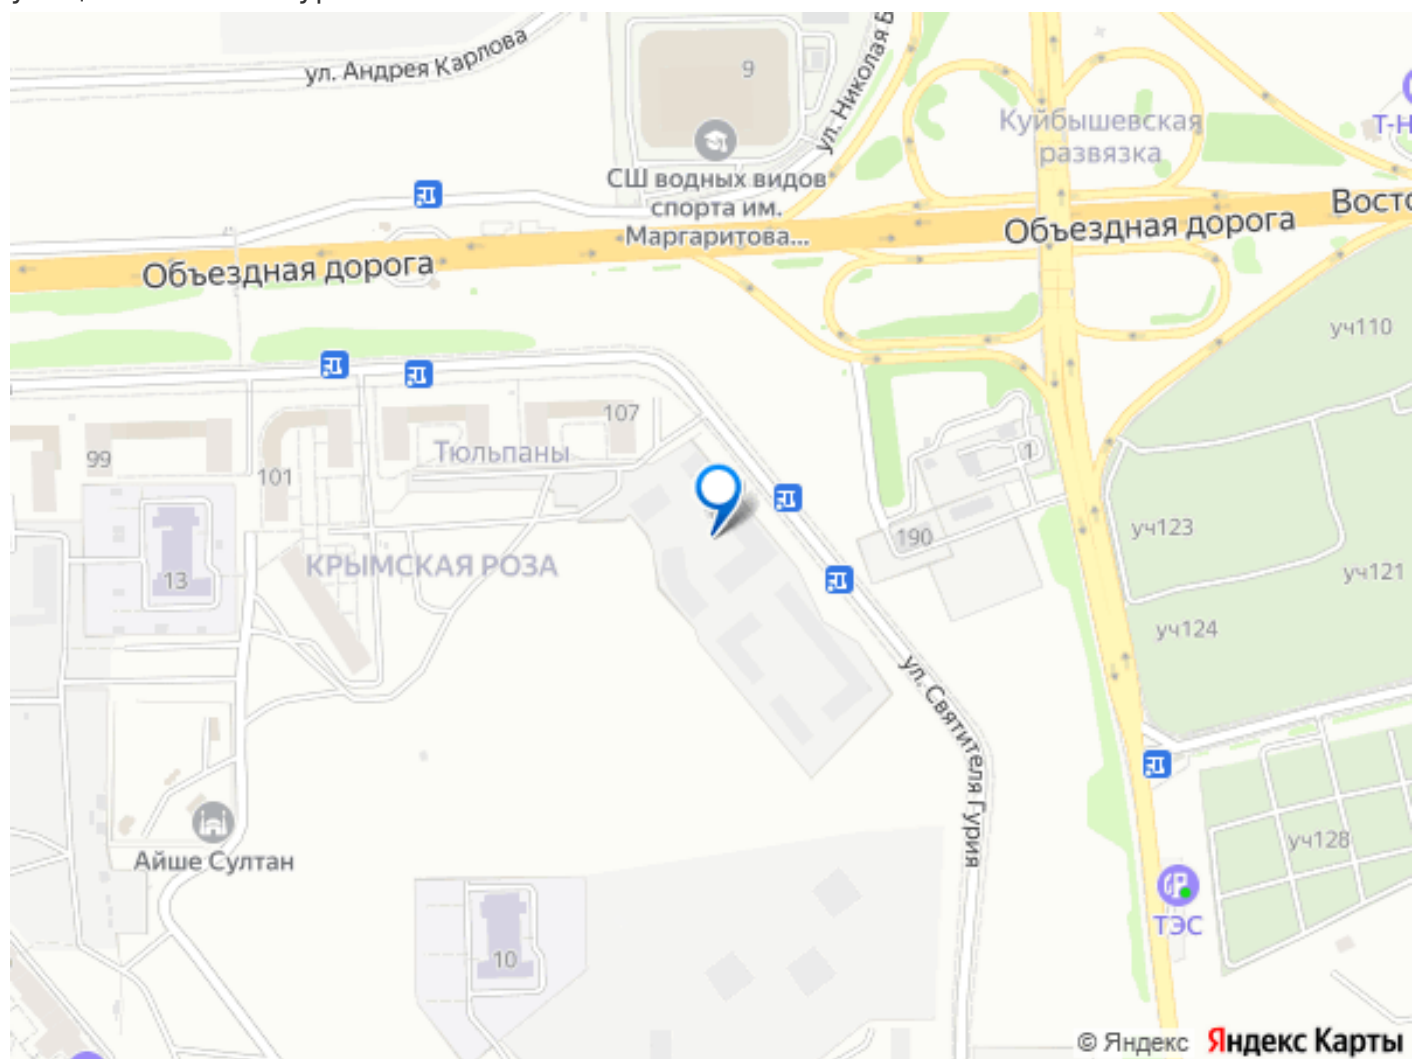 ул. Андрея Карлова
9
ул. Николая Б
Куйбышевская
развязка
Т-Н
СШ водных видов
спорта им.
Маргаритова...
Объездная дорога
Восто
Объездная дорога
уч110
107
Тюльпаны
99
101
1
190
уч123
КРЫМСКАЯ РОЗА
13
уч121
уч124
ул. Святителя Гурия
уч128
Айше Султан
ТЭС
10
© Яндекс Яндекс Карты